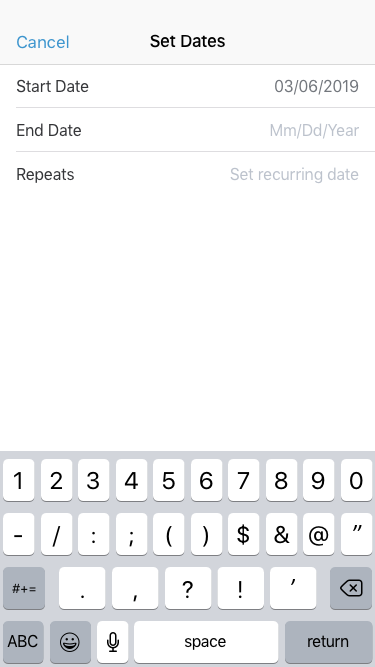 Cancel Set Dates
Start Date 03/06/2019
End Date Mm/Dd/Year
Repeats Set recurring date
1 2 3 4 5 6 7 8 9 0
- / : ; ( ) $ & @ "
#+= . , ? ! ’
ABC space return